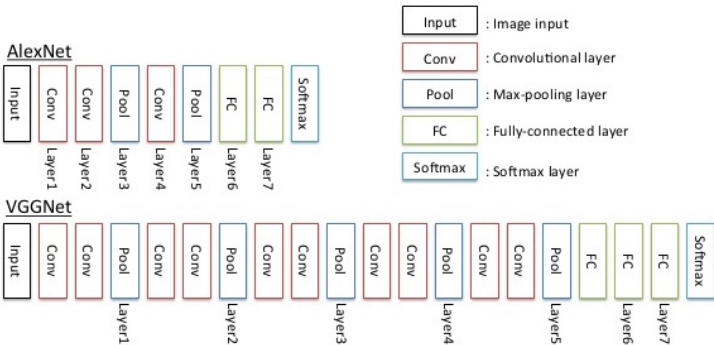 AlexNet
Input Conv Conv Pool Conv Pool FC FC Softmax
Layer1 Layer2 Layer3 Layer4 Layer5 Layer6 Layer7
Input : Image input
Conv : Convolutional layer
Pool : Max-pooling layer
FC : Fully-connected layer
Softmax : Softmax layer
VGGNet
Input Conv Conv Pool Conv Conv Pool Conv Conv Pool Conv Conv Pool Conv Conv Pool FC FC FC Softmax
Layer1 Layer2 Layer3 Layer4 Layer5 Layer6 Layer7